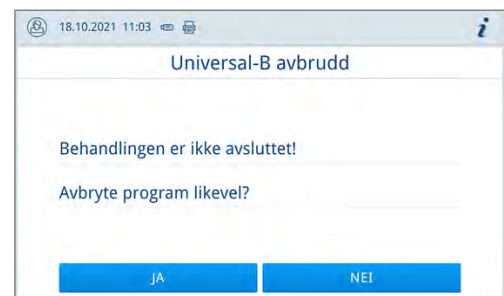 18.10.2021 11:03
i
Universal-B avbrudd
Behandlingen er ikke avsluttet!
Avbryte program likevel?
JA NEI